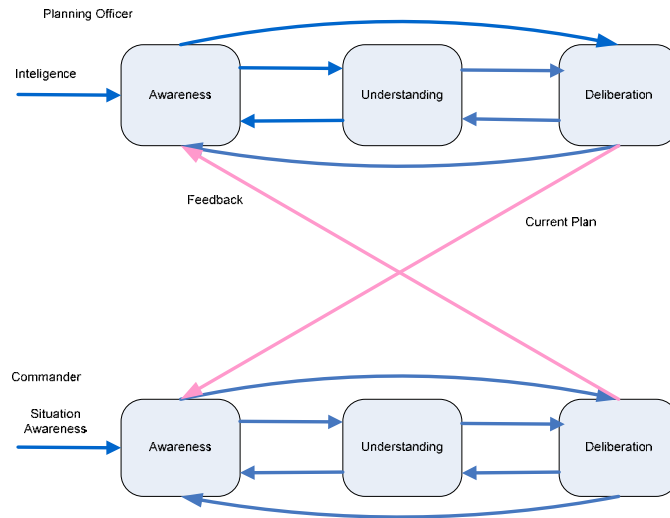 Planning Officer
Inteligence
Awareness
Understanding
Deliberation
Feedback
Current Plan
Commander
Situation
Awareness
Awareness
Understanding
Deliberation